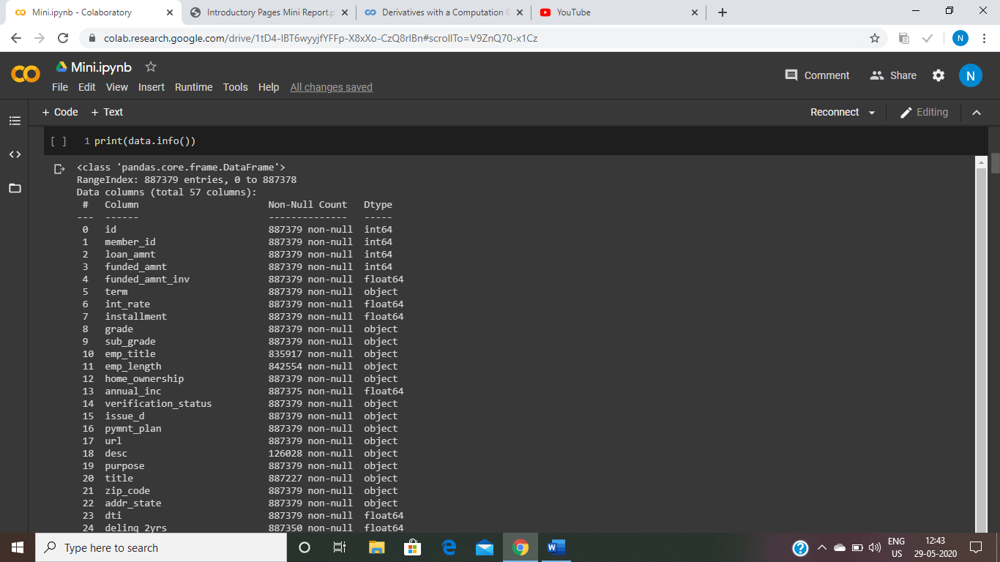 Mini.ipynb - Colaboratory
Introductory Pages Mini Report.p
Derivatives with a Computation G
YouTube
colab.research.google.com/drive/1tD4-IBT6wyyjfYFFp-X8xXo-CzQ8rlBn#scrollTo=V9ZnQ70-x1Cz
N
Mini.ipynb
Comment
Share
N
File Edit View Insert Runtime Tools Help All changes saved
+ Code + Text
Reconnect
Editing
[ ] 1 print(data.info())
<class 'pandas.core.frame.DataFrame'>
RangeIndex: 887379 entries, 0 to 887378
Data columns (total 57 columns):
# Column Non-Null Count Dtype
--- ------ -------------- -----
0 id 887379 non-null int64
1 member_id 887379 non-null int64
2 loan_amnt 887379 non-null int64
3 funded_amnt 887379 non-null int64
4 funded_amnt_inv 887379 non-null float64
5 term 887379 non-null object
6 int_rate 887379 non-null float64
7 installment 887379 non-null float64
8 grade 887379 non-null object
9 sub_grade 887379 non-null object
10 emp_title 835917 non-null object
11 emp_length 842554 non-null object
12 home_ownership 887379 non-null object
13 annual_inc 887375 non-null float64
14 verification_status 887379 non-null object
15 issue_d 887379 non-null object
16 pymnt_plan 887379 non-null object
17 url 887379 non-null object
18 desc 126028 non-null object
19 purpose 887379 non-null object
20 title 887227 non-null object
21 zip_code 887379 non-null object
22 addr_state 887379 non-null object
23 dti 887379 non-null float64
24 delinq_2yrs 887350 non-null float64
Type here to search
ENG
US
12:43
29-05-2020